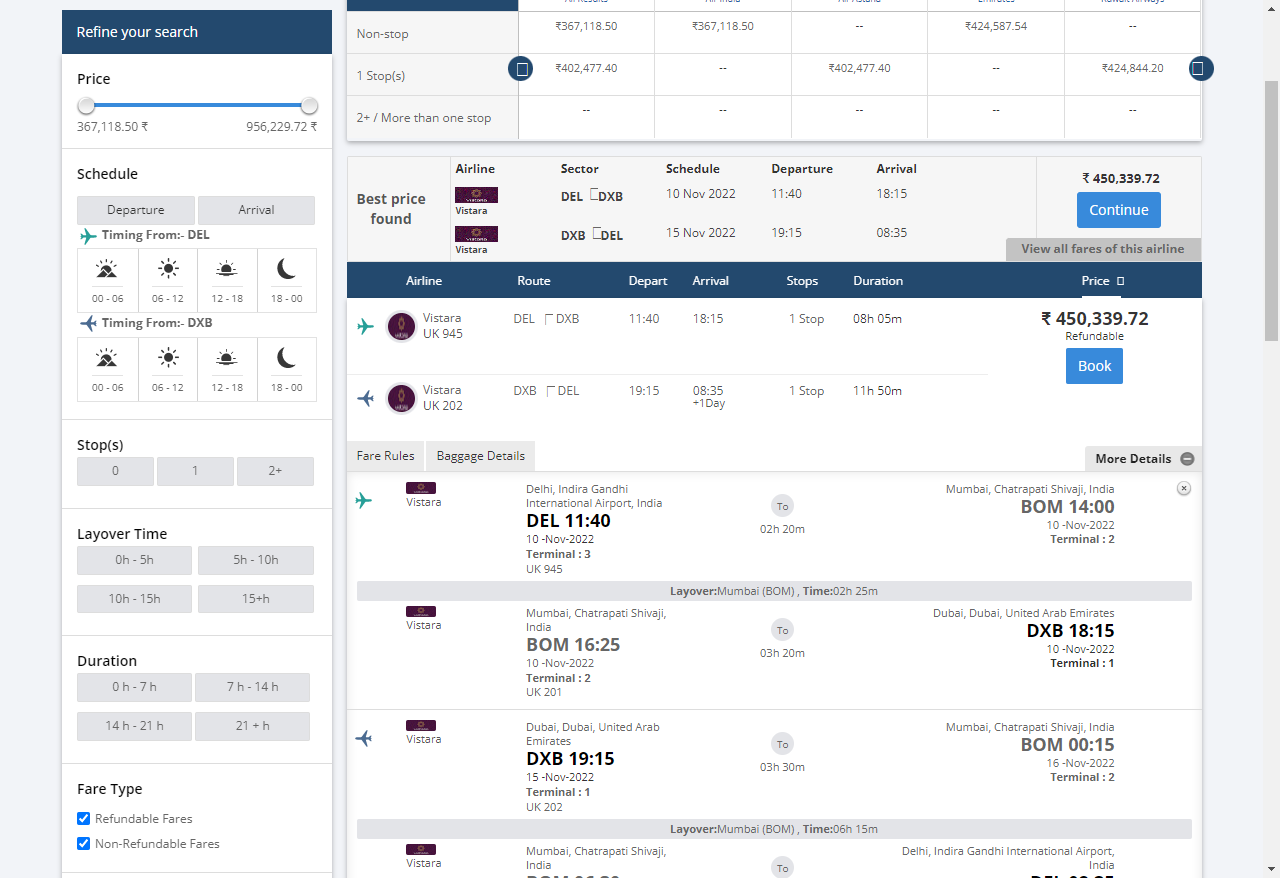 Refine your search
Price
367,118.50 ₹ 956,229.72 ₹
Schedule
Departure Arrival
Timing From:- DEL
00 - 06 06 - 12 12 - 18 18 - 00
Timing From:- DXB
00 - 06 06 - 12 12 - 18 18 - 00
Stop(s)
0 1 2+
Layover Time
0h - 5h 5h - 10h
10h - 15h 15+h
Duration
0 h - 7 h 7 h - 14 h
14 h - 21 h 21 + h
Fare Type
Refundable Fares
Non-Refundable Fares
Non-stop ₹367,118.50 ₹367,118.50 -- ₹424,587.54 --
1 Stop(s) ₹402,477.40 -- ₹402,477.40 -- ₹424,844.20
2+ / More than one stop -- -- -- -- --
Best price found
Airline Sector Schedule Departure Arrival
Vistara DEL DXB 10 Nov 2022 11:40 18:15
Vistara DXB DEL 15 Nov 2022 19:15 08:35
₹ 450,339.72
Continue
View all fares of this airline
Airline Route Depart Arrival Stops Duration Price
Vistara
UK 945
DEL DXB 11:40 18:15 1 Stop 08h 05m
₹ 450,339.72
Refundable
Book
Vistara
UK 202
DXB DEL 19:15 08:35 1 Stop 11h 50m
+1Day
Fare Rules Baggage Details More Details
Vistara
Delhi, Indira Gandhi
International Airport, India
DEL 11:40
10 -Nov-2022
Terminal : 3
UK 945
To
02h 20m
Mumbai, Chatrapati Shivaji, India
BOM 14:00
10 -Nov-2022
Terminal : 2
Layover:Mumbai (BOM) , Time:02h 25m
Vistara
Mumbai, Chatrapati Shivaji,
India
BOM 16:25
10 -Nov-2022
Terminal : 2
UK 201
To
03h 20m
Dubai, Dubai, United Arab Emirates
DXB 18:15
10 -Nov-2022
Terminal : 1
Vistara
Dubai, Dubai, United Arab
Emirates
DXB 19:15
15 -Nov-2022
Terminal : 1
UK 202
To
03h 30m
Mumbai, Chatrapati Shivaji, India
BOM 00:15
16 -Nov-2022
Terminal : 2
Layover:Mumbai (BOM) , Time:06h 15m
Vistara
Mumbai, Chatrapati Shivaji,
India
To
Delhi, Indira Gandhi International Airport,
India